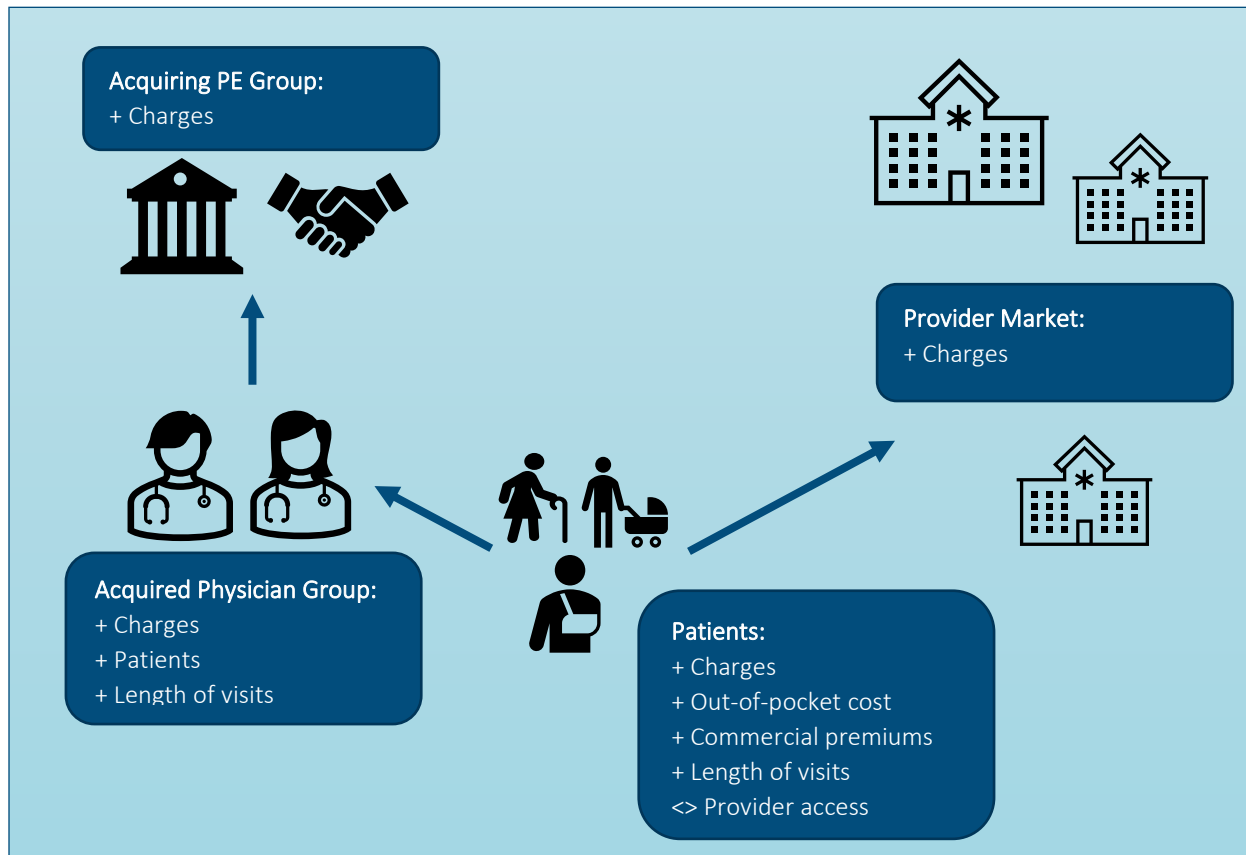 Acquiring PE Group:
+ Charges
Provider Market:
+ Charges
Acquired Physician Group:
+ Charges
+ Patients
+ Length of visits
Patients:
+ Charges
+ Out-of-pocket cost
+ Commercial premiums
+ Length of visits
<> Provider access